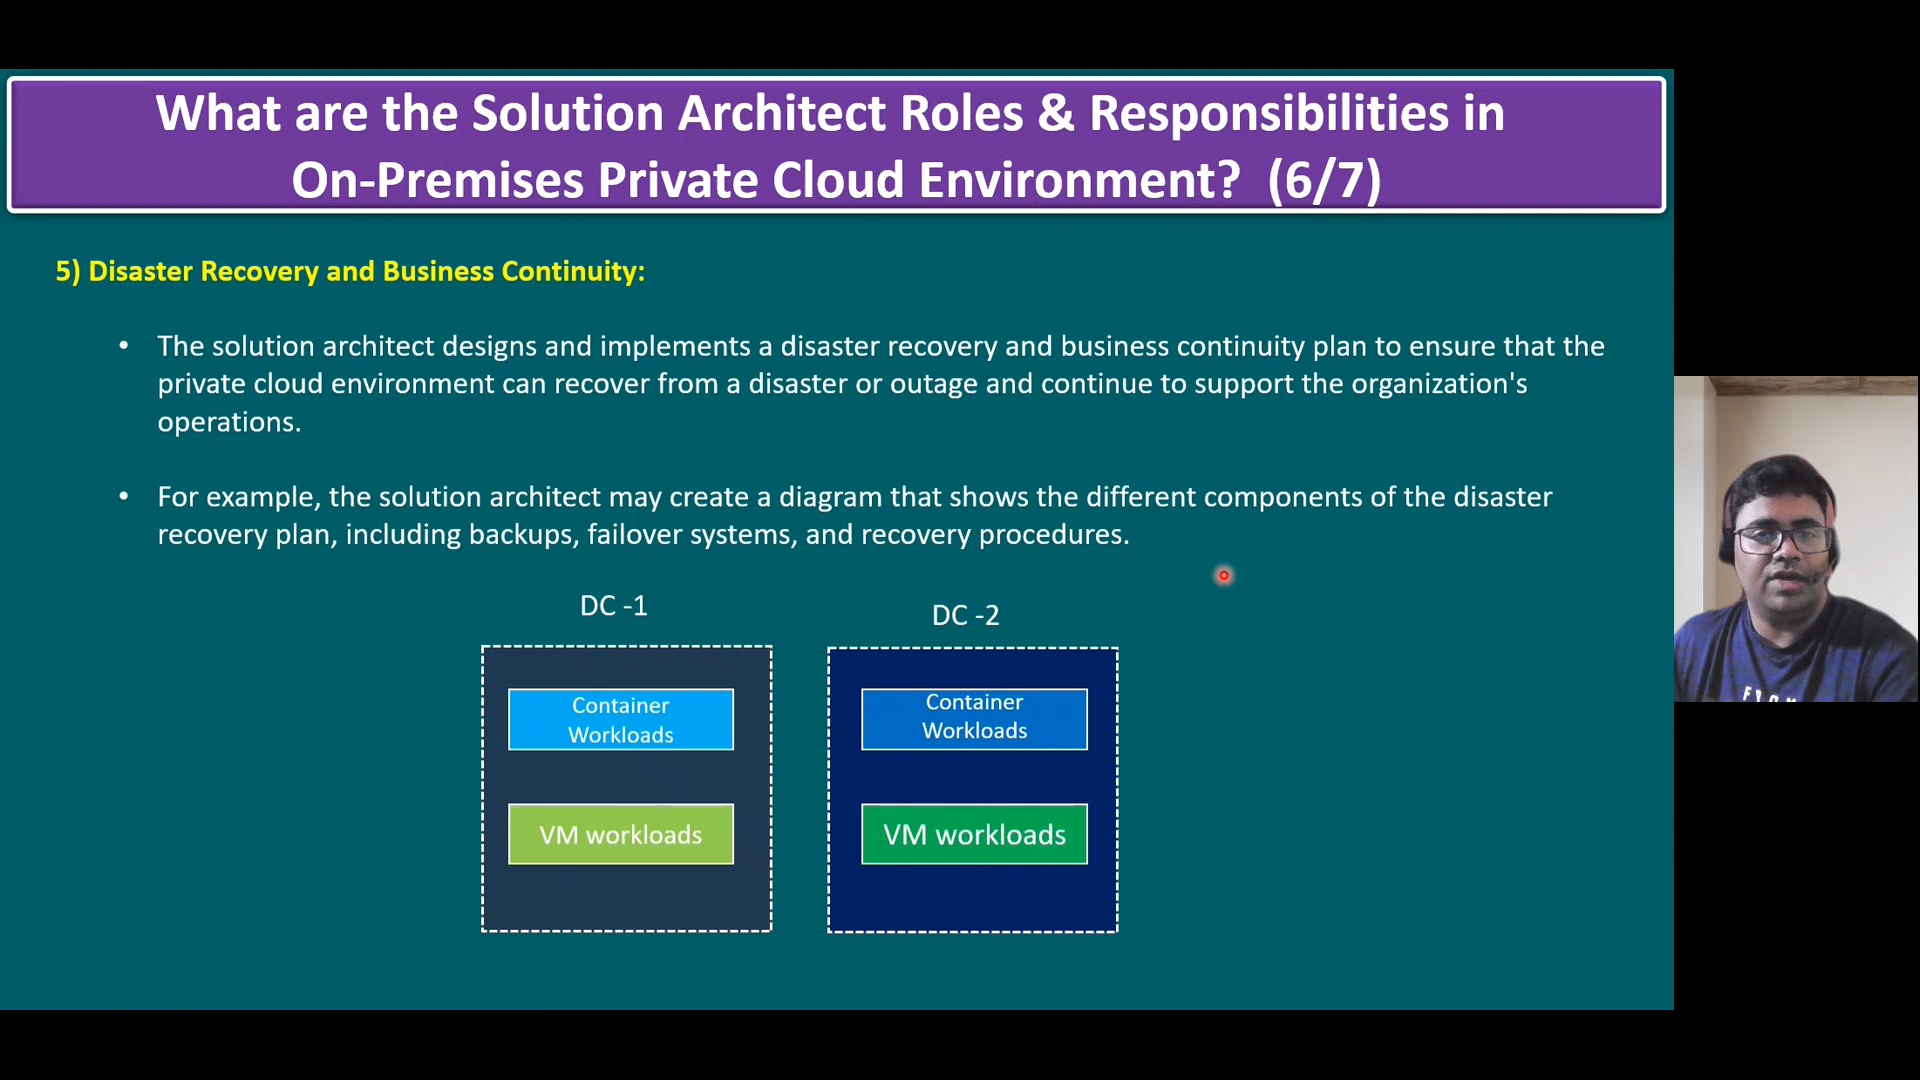 What are the Solution Architect Roles & Responsibilities in
On-Premises Private Cloud Environment? (6/7)
5) Disaster Recovery and Business Continuity:
• The solution architect designs and implements a disaster recovery and business continuity plan to ensure that the
private cloud environment can recover from a disaster or outage and continue to support the organization's
operations.
• For example, the solution architect may create a diagram that shows the different components of the disaster
recovery plan, including backups, failover systems, and recovery procedures.
DC -1
Container
Workloads
VM workloads
DC -2
Container
Workloads
VM workloads